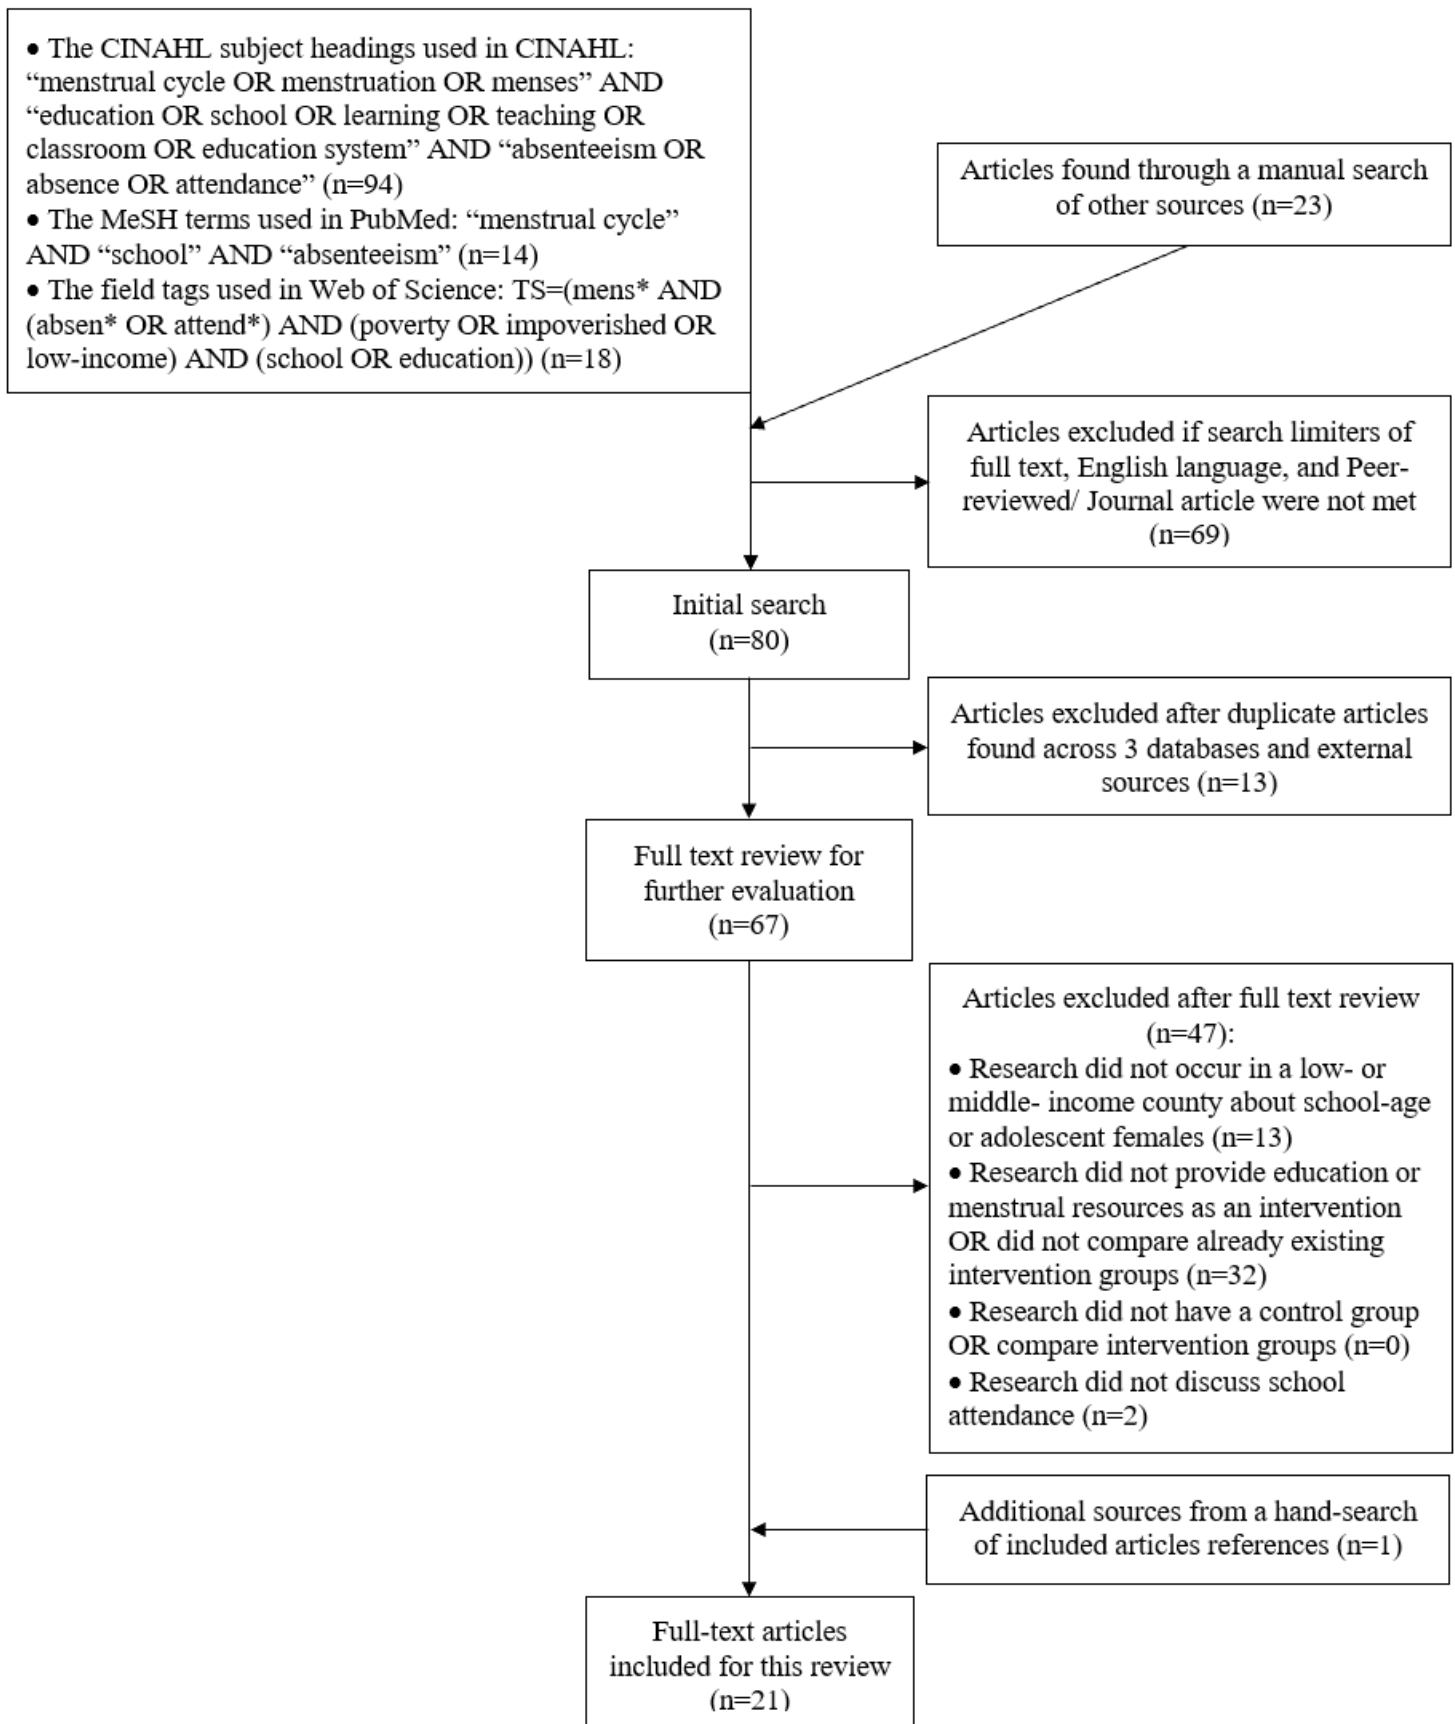 • The CINAHL subject headings used in CINAHL:
“menstrual cycle OR menstruation OR menses” AND
“education OR school OR learning OR teaching OR
classroom OR education system” AND “absenteeism OR
absence OR attendance” (n=94)
• The MeSH terms used in PubMed: “menstrual cycle”
AND “school” AND “absenteeism” (n=14)
• The field tags used in Web of Science: TS=(mens* AND
(absen* OR attend*) AND (poverty OR impoverished OR
low-income) AND (school OR education)) (n=18)
Articles found through a manual search
of other sources (n=23)
Articles excluded if search limiters of
full text, English language, and Peer-
reviewed/ Journal article were not met
(n=69)
Initial search
(n=80)
Articles excluded after duplicate articles
found across 3 databases and external
sources (n=13)
Full text review for
further evaluation
(n=67)
Articles excluded after full text review
(n=47):
• Research did not occur in a low- or
middle- income county about school-age
or adolescent females (n=13)
• Research did not provide education or
menstrual resources as an intervention
OR did not compare already existing
intervention groups (n=32)
• Research did not have a control group
OR compare intervention groups (n=0)
• Research did not discuss school
attendance (n=2)
Additional sources from a hand-search
of included articles references (n=1)
Full-text articles
included for this review
(n=21)